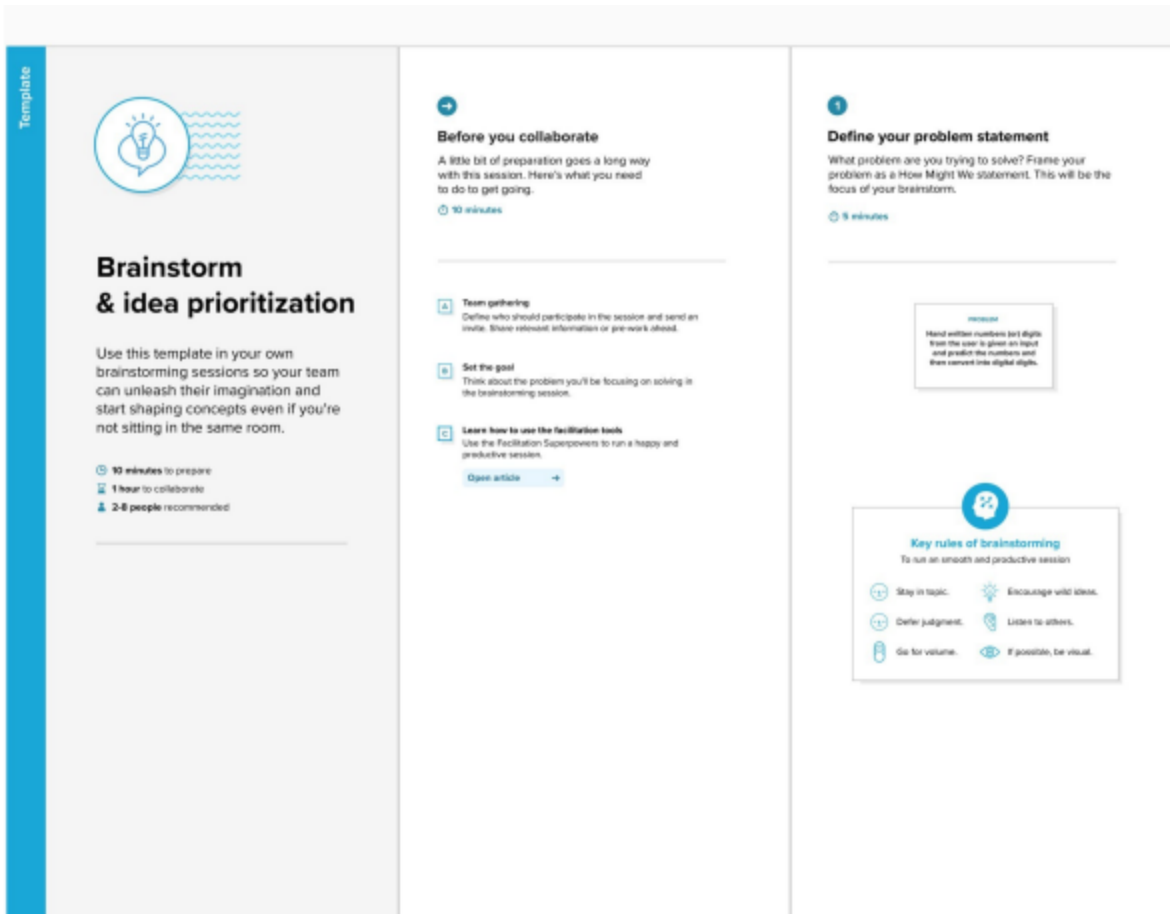 Template
Brainstorm
& idea prioritization
Use this template in your own
brainstorming sessions so your team
can unleash their imagination and
start shaping concepts even if you're
not sitting in the same room.
10 minutes to prepare
1 hour to collaborate
2-8 people recommended
Before you collaborate
A little bit of preparation goes a long way
with this session. Here's what you need
to do to get going.
10 minutes
A
Team gathering
Define who should participate in the session and send an
invite. Share relevant information or pre-work ahead.
B
Set the goal
Think about the problem you'll be focusing on solving in
the brainstorming session.
C
Learn how to use the facilitation tools
Use the Facilitation Superpowers to run a happy and
productive session.
Open article
1
Define your problem statement
What problem are you trying to solve? Frame your
problem as a How Might We statement. This will be the
focus of your brainstorm.
5 minutes
PROBLEM
Hand written numbers (or) digits
from the user is given an input
and predict the numbers and
then convert into digital digits.
Key rules of brainstorming
To run an smooth and productive session
Stay in topic.
Encourage wild ideas.
Defer judgment.
Listen to others.
Go for volume.
If possible, be visual.